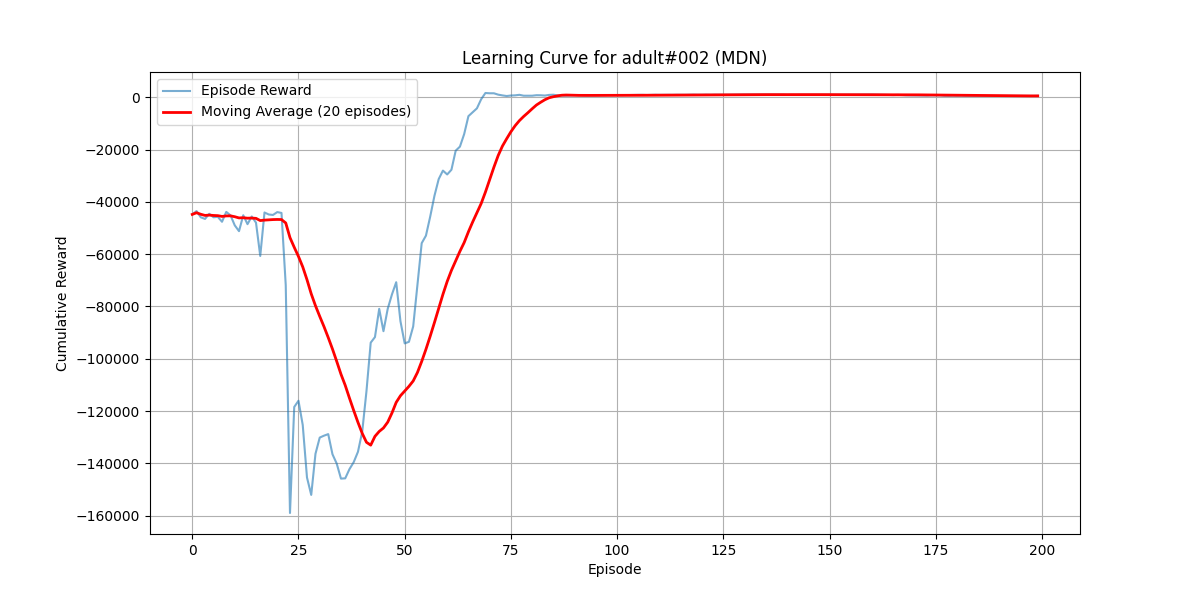 Learning Curve for adult#002 (MDN)
Episode Reward
Moving Average (20 episodes)
0
−20000
−40000
−60000
−80000
−100000
−120000
−140000
−160000
Cumulative Reward
0 25 50 75 100 125 150 175 200
Episode